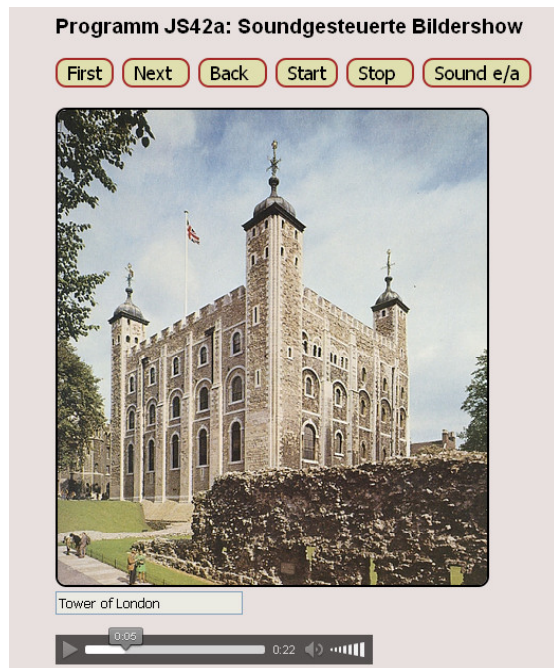 Programm JS42a: Soundgesteuerte Bildershow
First Next Back Start Stop Sound e/a
Tower of London
0:05
0:22